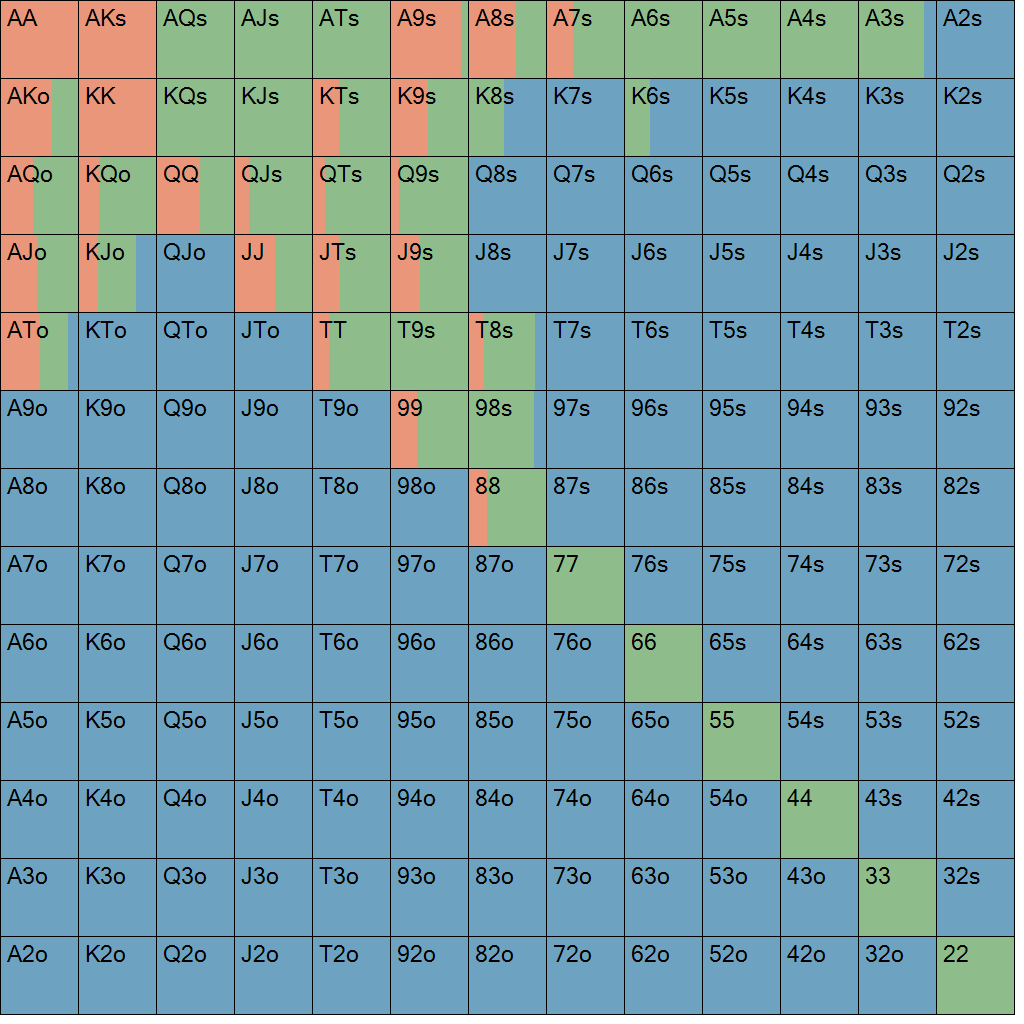 AA AKs AQs AJs ATs A9s A8s A7s A6s A5s A4s A3s A2s
AKo KK KQs KJs KTs K9s K8s K7s K6s K5s K4s K3s K2s
AQo KQo QQ QJs QTs Q9s Q8s Q7s Q6s Q5s Q4s Q3s Q2s
AJo KJo QJo JJ JTs J9s J8s J7s J6s J5s J4s J3s J2s
ATo KTo QTo JTo TT T9s T8s T7s T6s T5s T4s T3s T2s
A9o K9o Q9o J9o T9o 99 98s 97s 96s 95s 94s 93s 92s
A8o K8o Q8o J8o T8o 98o 88 87s 86s 85s 84s 83s 82s
A7o K7o Q7o J7o T7o 97o 87o 77 76s 75s 74s 73s 72s
A6o K6o Q6o J6o T6o 96o 86o 76o 66 65s 64s 63s 62s
A5o K5o Q5o J5o T5o 95o 85o 75o 65o 55 54s 53s 52s
A4o K4o Q4o J4o T4o 94o 84o 74o 64o 54o 44 43s 42s
A3o K3o Q3o J3o T3o 93o 83o 73o 63o 53o 43o 33 32s
A2o K2o Q2o J2o T2o 92o 82o 72o 62o 52o 42o 32o 22